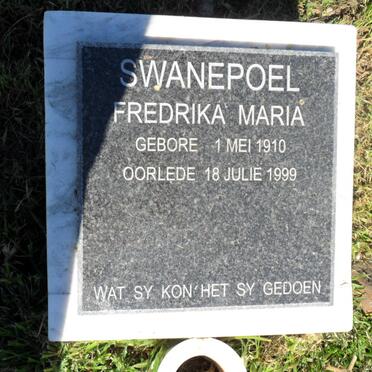 SWANEPOEL
FREDRIKA MARIA
GEBORE 1 MEI 1910
OORLEDE 18 JULIE 1999
WAT SY KON HET SY GEDOEN